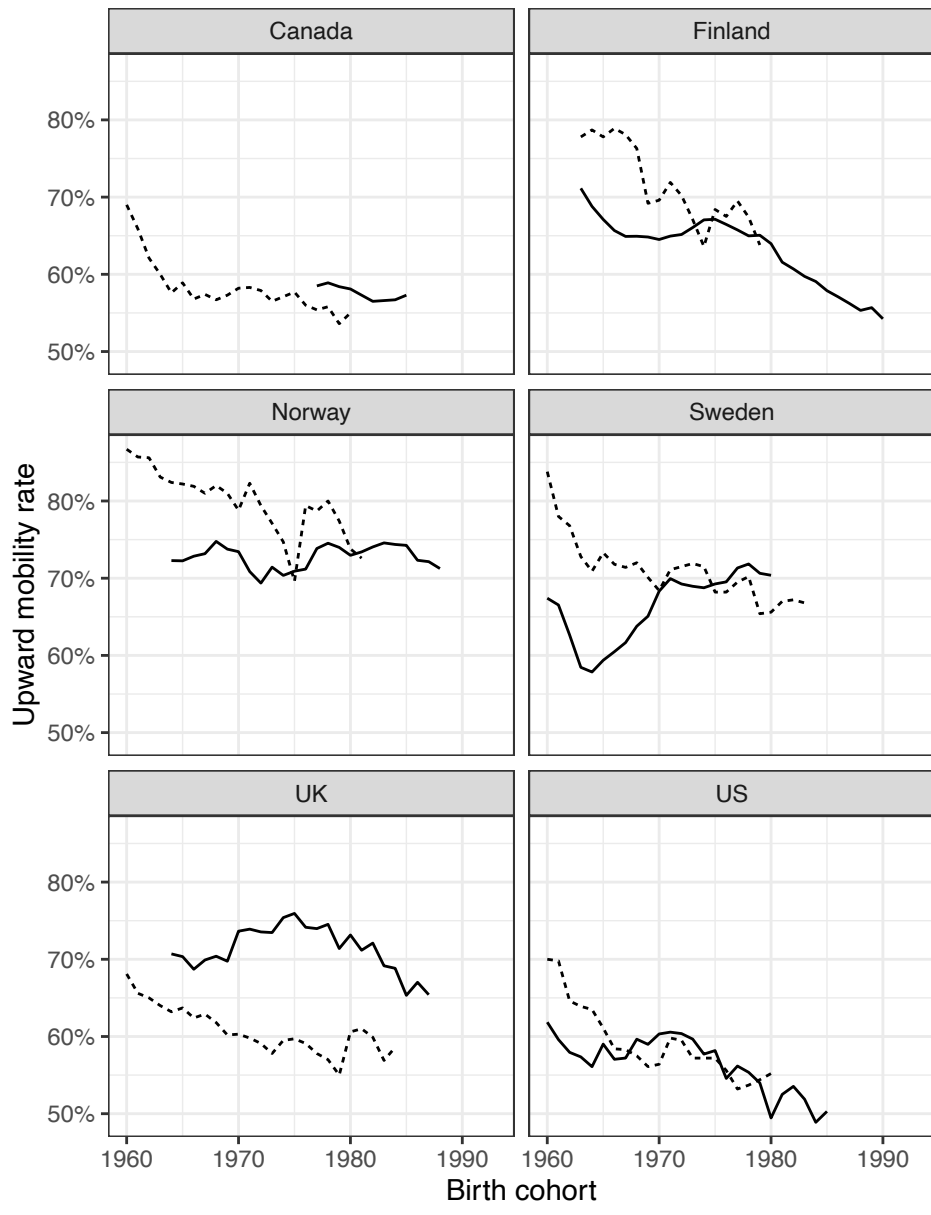 Canada
Finland
80%
70%
60%
50%
Norway
Sweden
80%
70%
60%
50%
Upward mobility rate
UK
US
80%
70%
60%
50%
1960 1970 1980 1990 1960 1970 1980 1990
Birth cohort